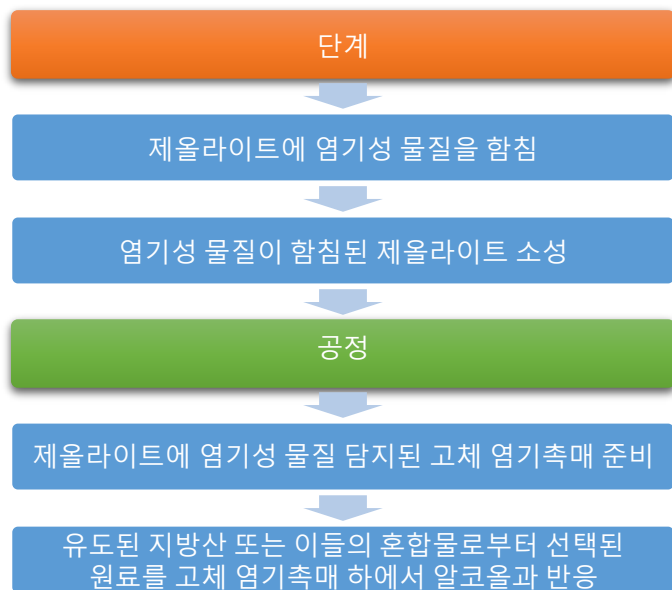 단계
제올라이트에 염기성 물질을 함침
염기성 물질이 함침된 제올라이트 소성
공정
제올라이트에 염기성 물질 담지된 고체 염기촉매 준비
유도된 지방산 또는 이들의 혼합물로부터 선택된
원료를 고체 염기촉매 하에서 알코올과 반응